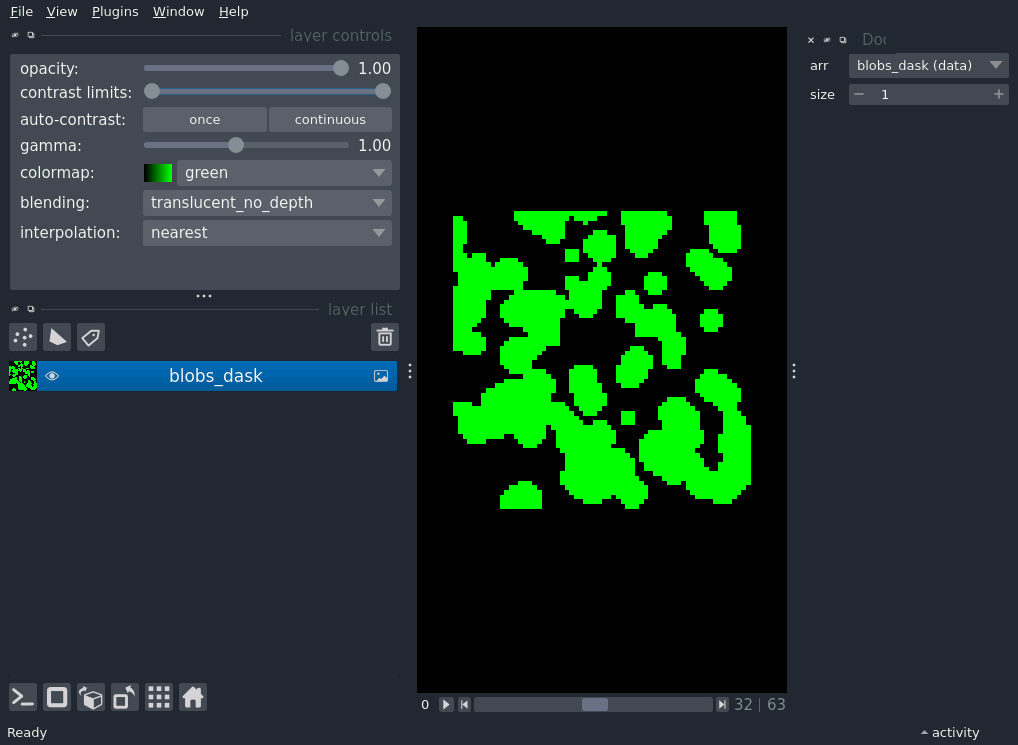 File View Plugins Window Help
layer controls
opacity: 1.00
contrast limits:
auto-contrast: once continuous
gamma: 1.00
colormap: green
blending: translucent_no_depth
interpolation: nearest
layer list
blobs_dask
0 32 | 63
Ready
activity
arr blobs_dask (data)
size 1